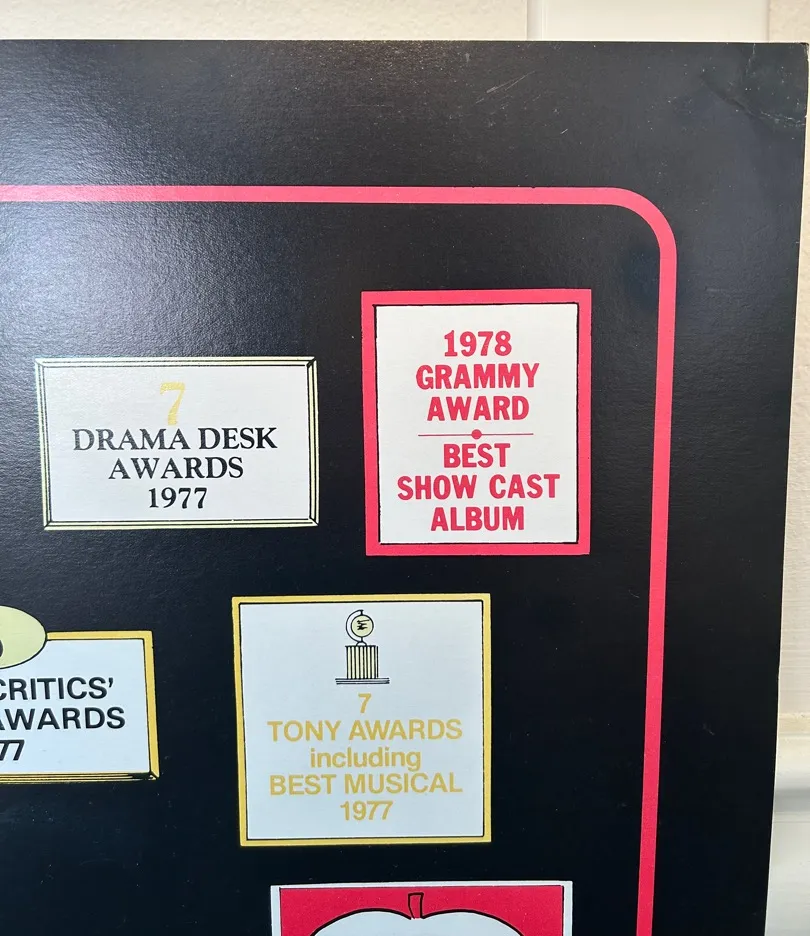 7
DRAMA DESK
AWARDS
1977
1978
GRAMMY
AWARD
BEST
SHOW CAST
ALBUM
CRITICS'
AWARDS
77
7
TONY AWARDS
including
BEST MUSICAL
1977